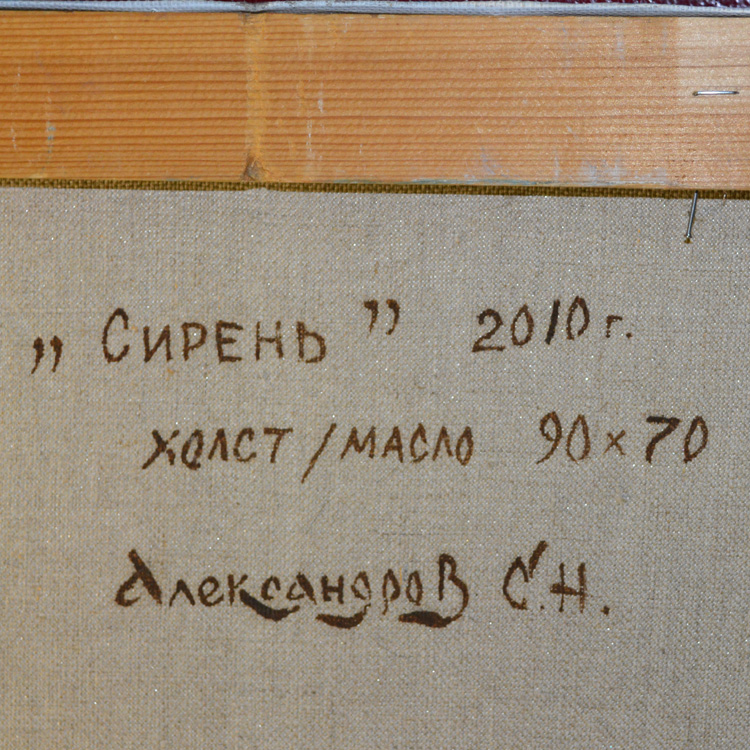 „Сирень” 2010 г.
холст/масло 90×70
Александров С.Н.